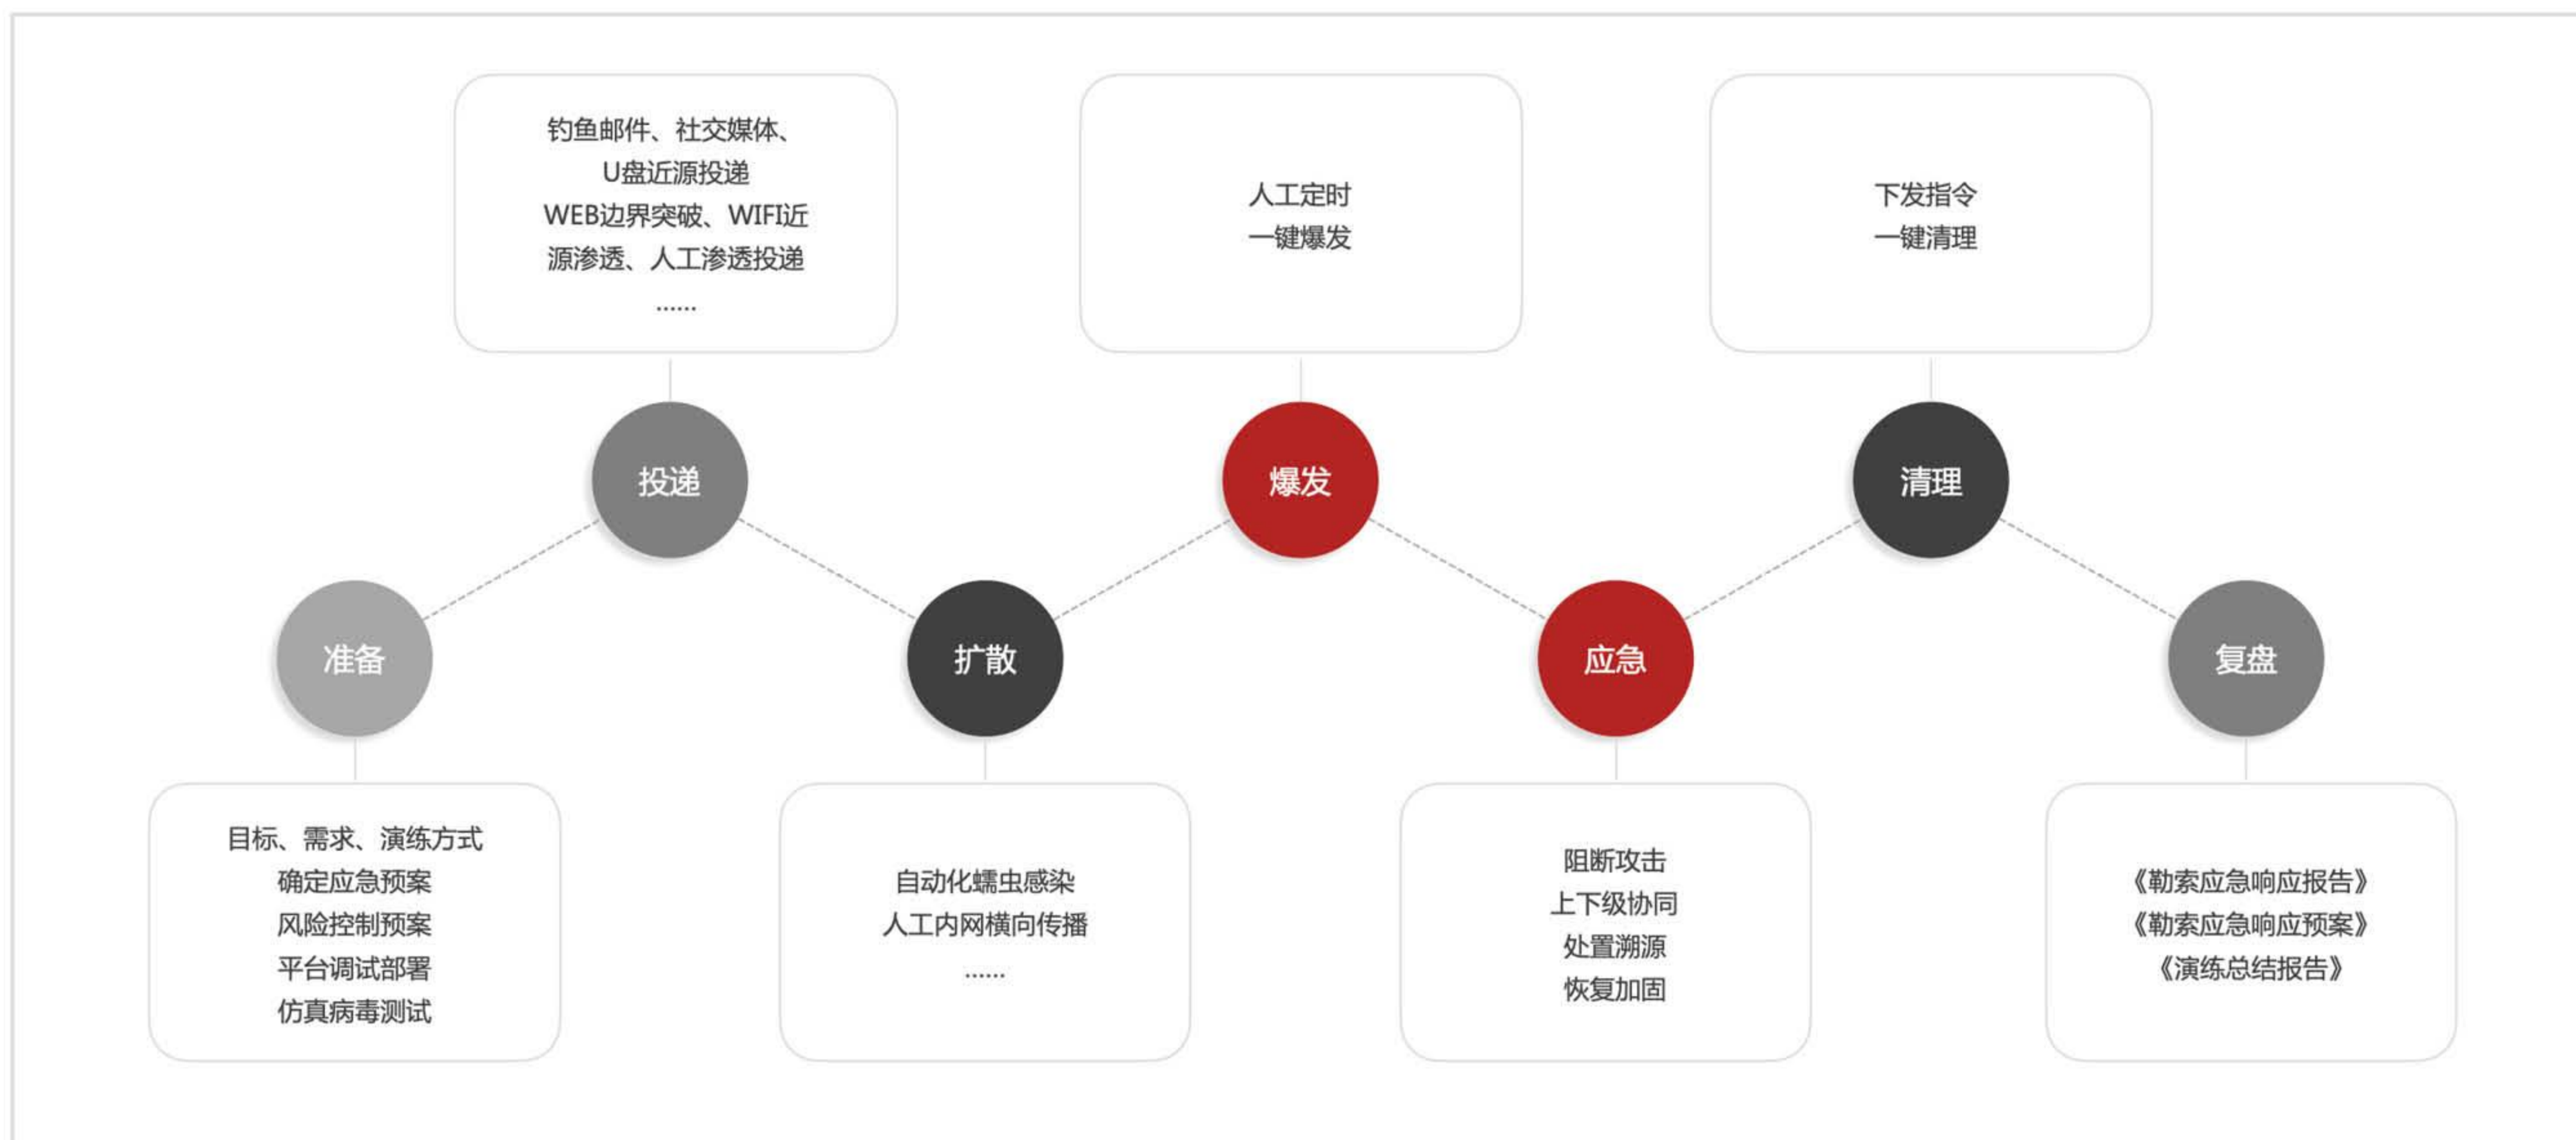 钓鱼邮件、社交媒体、
U盘近源投递
WEB边界突破、WIFI近
源渗透、人工渗透投递
......
人工定时
一键爆发
下发指令
一键清理
投递
爆发
清理
准备
扩散
应急
复盘
目标、需求、演练方式
确定应急预案
风险控制预案
平台调试部署
仿真病毒测试
自动化蠕虫感染
人工内网横向传播
......
阻断攻击
上下级协同
处置溯源
恢复加固
《勒索应急响应报告》
《勒索应急响应预案》
《演练总结报告》